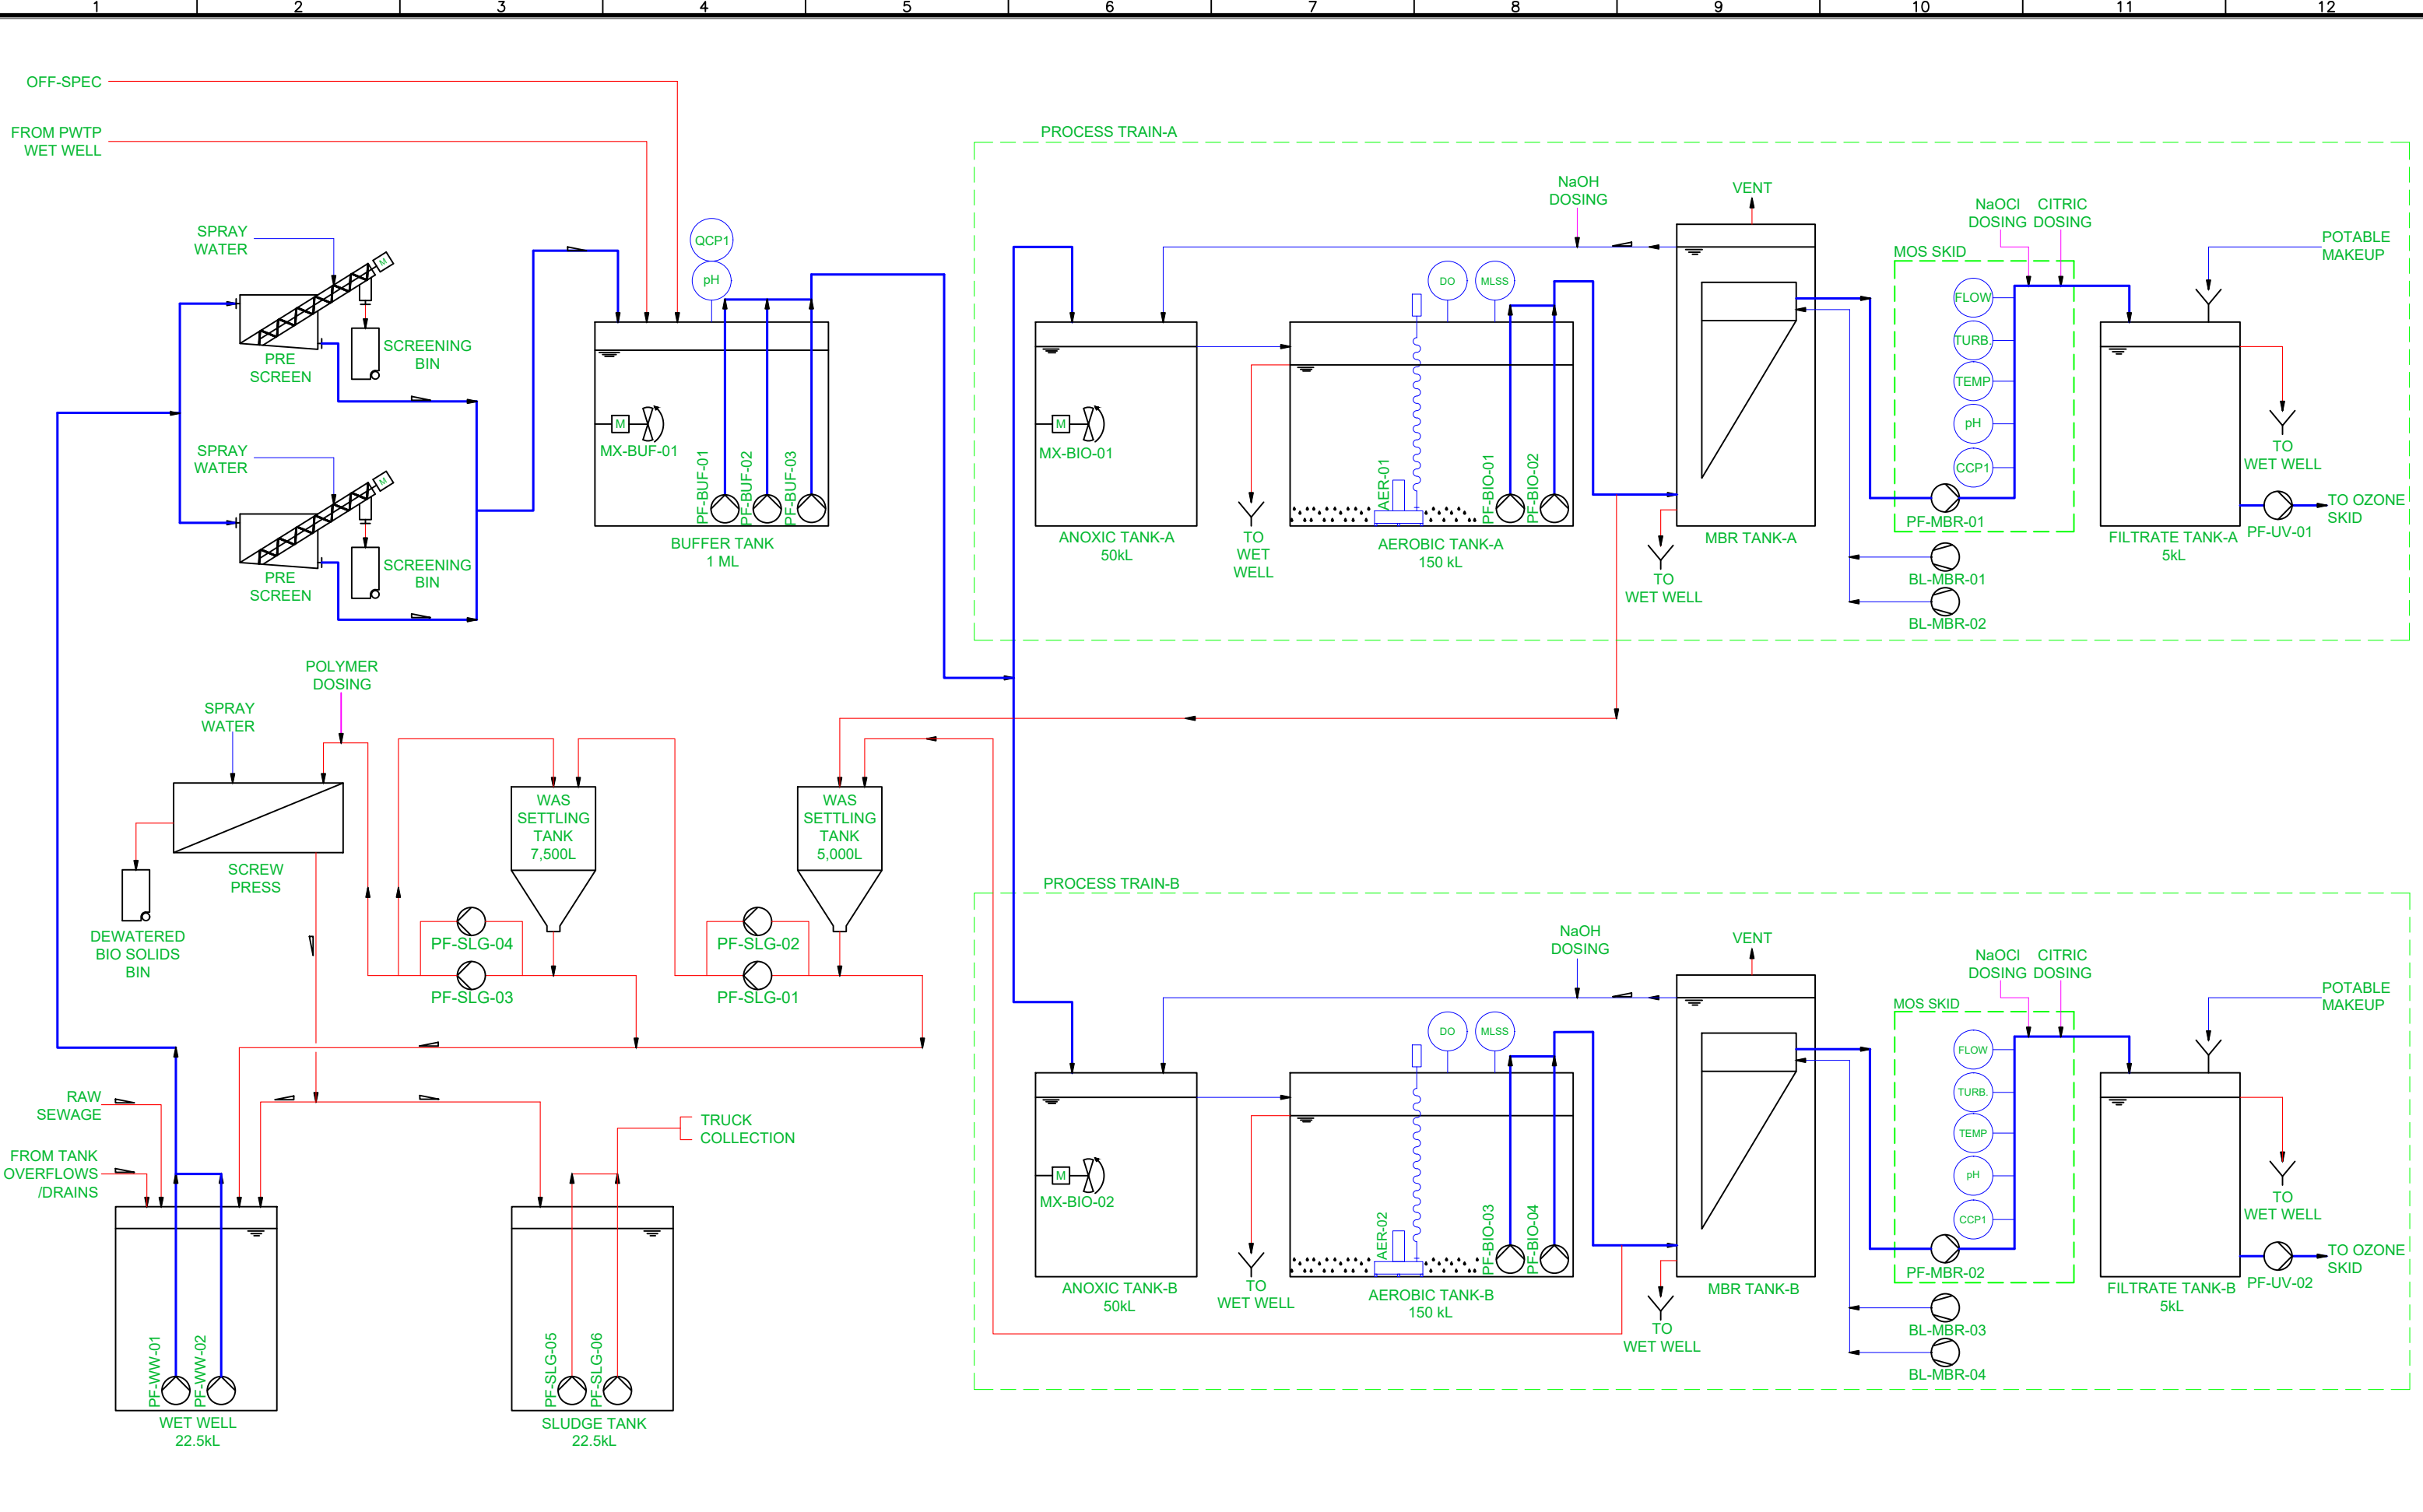 1
2
3
4
5
6
7
8
9
10
11
12
OFF-SPEC
FROM PWTP
WET WELL
SPRAY
WATER
M
PRE
SCREEN
SCREENING
BIN
SPRAY
WATER
M
PRE
SCREEN
SCREENING
BIN
QCP1
pH
M
MX-BUF-01
PF-BUF-01
PF-BUF-02
PF-BUF-03
BUFFER TANK
1 ML
PROCESS TRAIN-A
M
MX-BIO-01
ANOXIC TANK-A
50kL
TO
WET
WELL
NaOH
DOSING
DO
MLSS
AER-01
PF-BIO-01
PF-BIO-02
AEROBIC TANK-A
150 kL
VENT
MBR TANK-A
TO
WET WELL
MOS SKID
NaOCl
DOSING
CITRIC
DOSING
FLOW
TURB.
TEMP
pH
CCP1
PF-MBR-01
BL-MBR-01
BL-MBR-02
POTABLE
MAKEUP
TO
WET WELL
FILTRATE TANK-A
5kL
PF-UV-01
TO OZONE
SKID
POLYMER
DOSING
SPRAY
WATER
SCREW
PRESS
DEWATERED
BIO SOLIDS
BIN
WAS
SETTLING
TANK
7,500L
PF-SLG-04
PF-SLG-03
WAS
SETTLING
TANK
5,000L
PF-SLG-02
PF-SLG-01
RAW
SEWAGE
FROM TANK
OVERFLOWS
/DRAINS
PF-WW-01
PF-WW-02
WET WELL
22.5kL
TRUCK
COLLECTION
PF-SLG-05
PF-SLG-06
SLUDGE TANK
22.5kL
PROCESS TRAIN-B
M
MX-BIO-02
ANOXIC TANK-B
50kL
TO
WET WELL
NaOH
DOSING
DO
MLSS
AER-02
PF-BIO-03
PF-BIO-04
AEROBIC TANK-B
150 kL
VENT
MBR TANK-B
TO
WET WELL
MOS SKID
NaOCl
DOSING
CITRIC
DOSING
FLOW
TURB.
TEMP
pH
CCP1
PF-MBR-02
BL-MBR-03
BL-MBR-04
POTABLE
MAKEUP
TO
WET WELL
FILTRATE TANK-B
5kL
PF-UV-02
TO OZONE
SKID